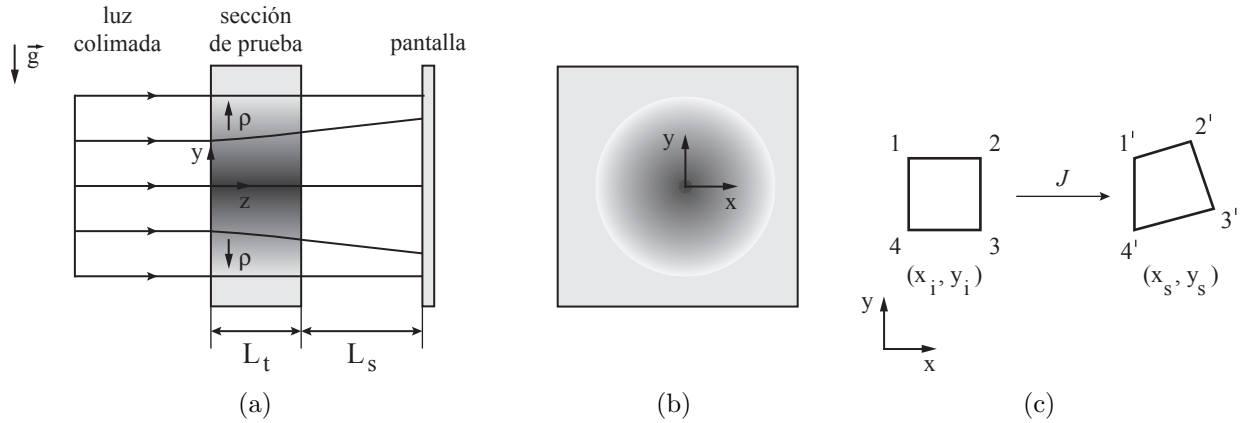 luz
colimada
sección
de prueba
pantalla
g
ρ
y
z
ρ
L_t
L_s
(a)
y
x
(b)
1 2
4 3
(x_i, y_i)
J
1' 2'
3'
4'
(x_s, y_s)
y
x
(c)